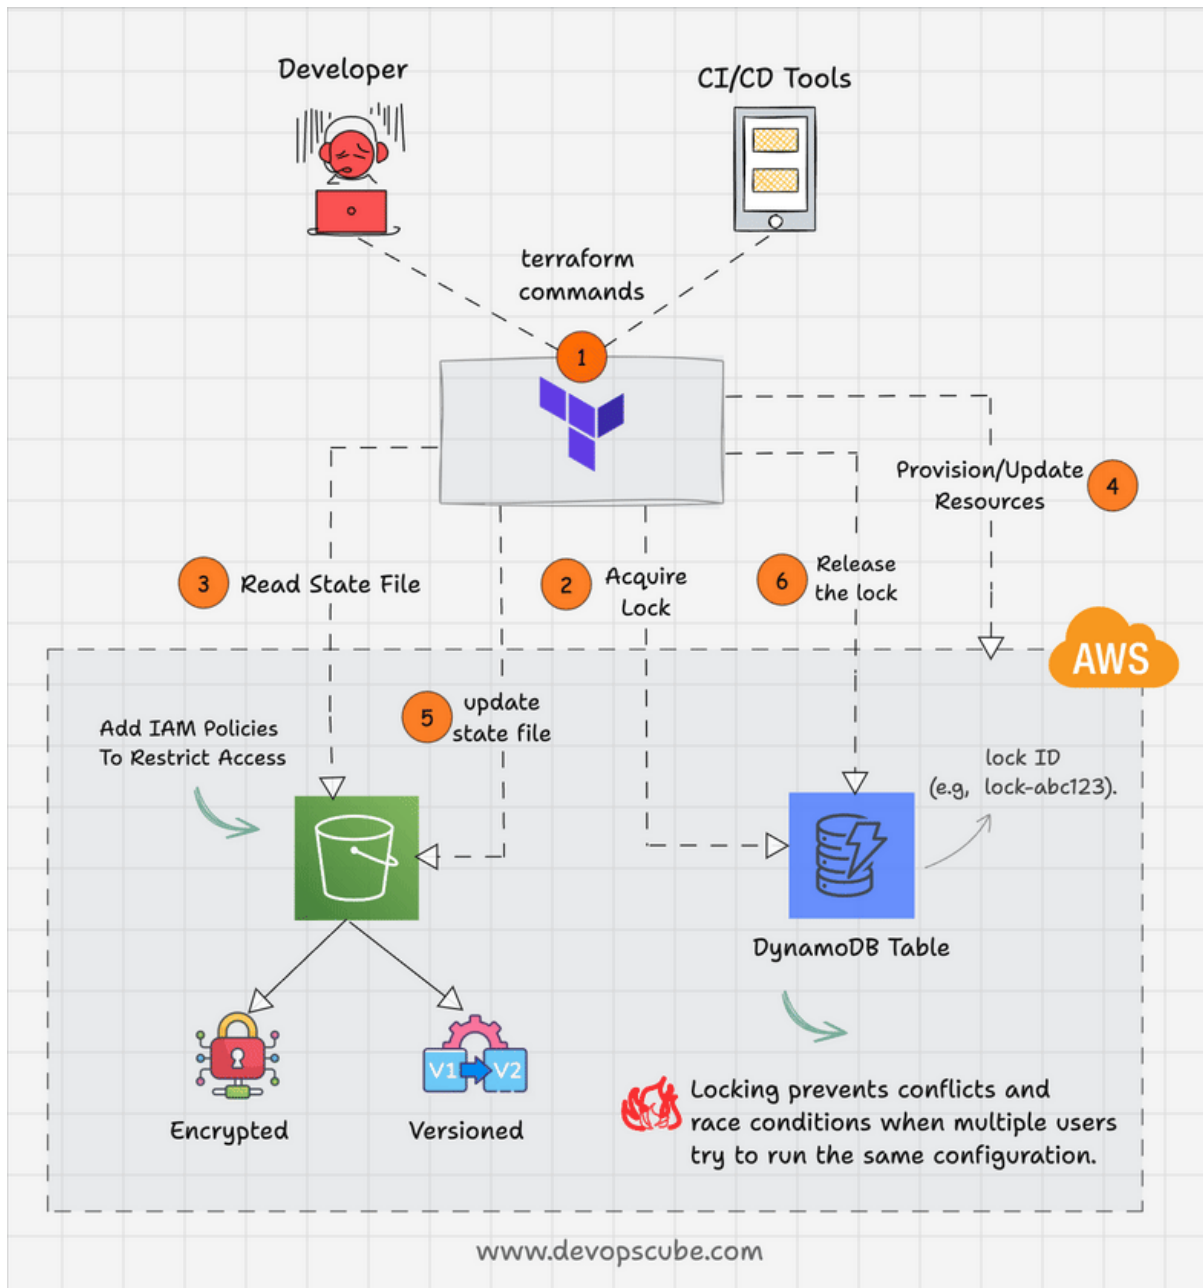 Developer
CI/CD Tools
terraform
commands
1
Provision/Update
Resources
4
3
Read State File
2
Acquire
Lock
6
Release
the lock
AWS
5
update
state file
Add IAM Policies
To Restrict Access
lock ID
(e.g, lock-abc123).
DynamoDB Table
V1
V2
Encrypted
Versioned
Locking prevents conflicts and
race conditions when multiple users
try to run the same configuration.
www.devopscube.com